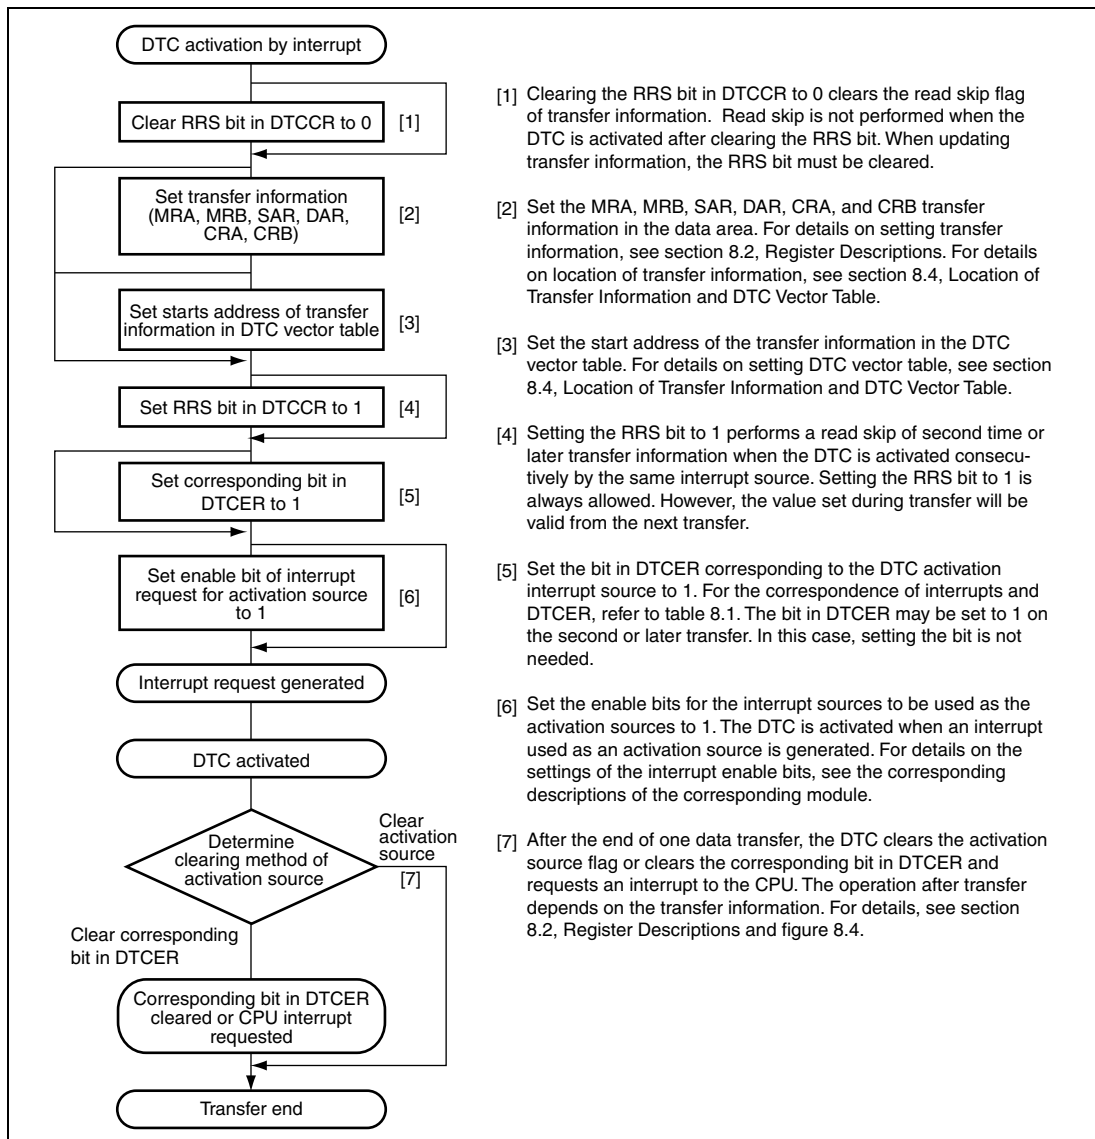 DTC activation by interrupt
Clear RRS bit in DTCCR to 0
[1]
Set transfer information
(MRA, MRB, SAR, DAR,
CRA, CRB)
[2]
Set starts address of transfer
information in DTC vector table
[3]
Set RRS bit in DTCCR to 1
[4]
Set corresponding bit in
DTCER to 1
[5]
Set enable bit of interrupt
request for activation source
to 1
[6]
Interrupt request generated
DTC activated
Determine
clearing method of
activation source
Clear
activation
source
[7]
Clear corresponding
bit in DTCER
Corresponding bit in DTCER
cleared or CPU interrupt
requested
Transfer end
[1] Clearing the RRS bit in DTCCR to 0 clears the read skip flag
of transfer information. Read skip is not performed when the
DTC is activated after clearing the RRS bit. When updating
transfer information, the RRS bit must be cleared.
[2] Set the MRA, MRB, SAR, DAR, CRA, and CRB transfer
information in the data area. For details on setting transfer
information, see section 8.2, Register Descriptions. For details
on location of transfer information, see section 8.4, Location of
Transfer Information and DTC Vector Table.
[3] Set the start address of the transfer information in the DTC
vector table. For details on setting DTC vector table, see section
8.4, Location of Transfer Information and DTC Vector Table.
[4] Setting the RRS bit to 1 performs a read skip of second time or
later transfer information when the DTC is activated consecu-
tively by the same interrupt source. Setting the RRS bit to 1 is
always allowed. However, the value set during transfer will be
valid from the next transfer.
[5] Set the bit in DTCER corresponding to the DTC activation
interrupt source to 1. For the correspondence of interrupts and
DTCER, refer to table 8.1. The bit in DTCER may be set to 1 on
the second or later transfer. In this case, setting the bit is not
needed.
[6] Set the enable bits for the interrupt sources to be used as the
activation sources to 1. The DTC is activated when an interrupt
used as an activation source is generated. For details on the
settings of the interrupt enable bits, see the corresponding
descriptions of the corresponding module.
[7] After the end of one data transfer, the DTC clears the activation
source flag or clears the corresponding bit in DTCER and
requests an interrupt to the CPU. The operation after transfer
depends on the transfer information. For details, see section
8.2, Register Descriptions and figure 8.4.